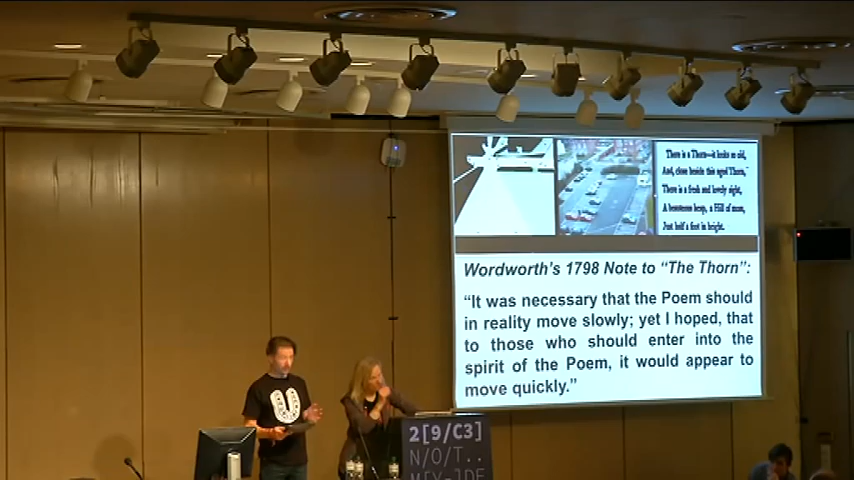 There is a Thorn—it looks so old,
And, close beside this aged Thorn,
There is a fresh and lovely sight,
A beauteous heap, a Hill of moss,
Just half a foot in height.
Wordworth's 1798 Note to "The Thorn":
"It was necessary that the Poem should
in reality move slowly; yet I hoped, that
to those who should enter into the
spirit of the Poem, it would appear to
move quickly."
U
2[9/C3]
N/O/T..